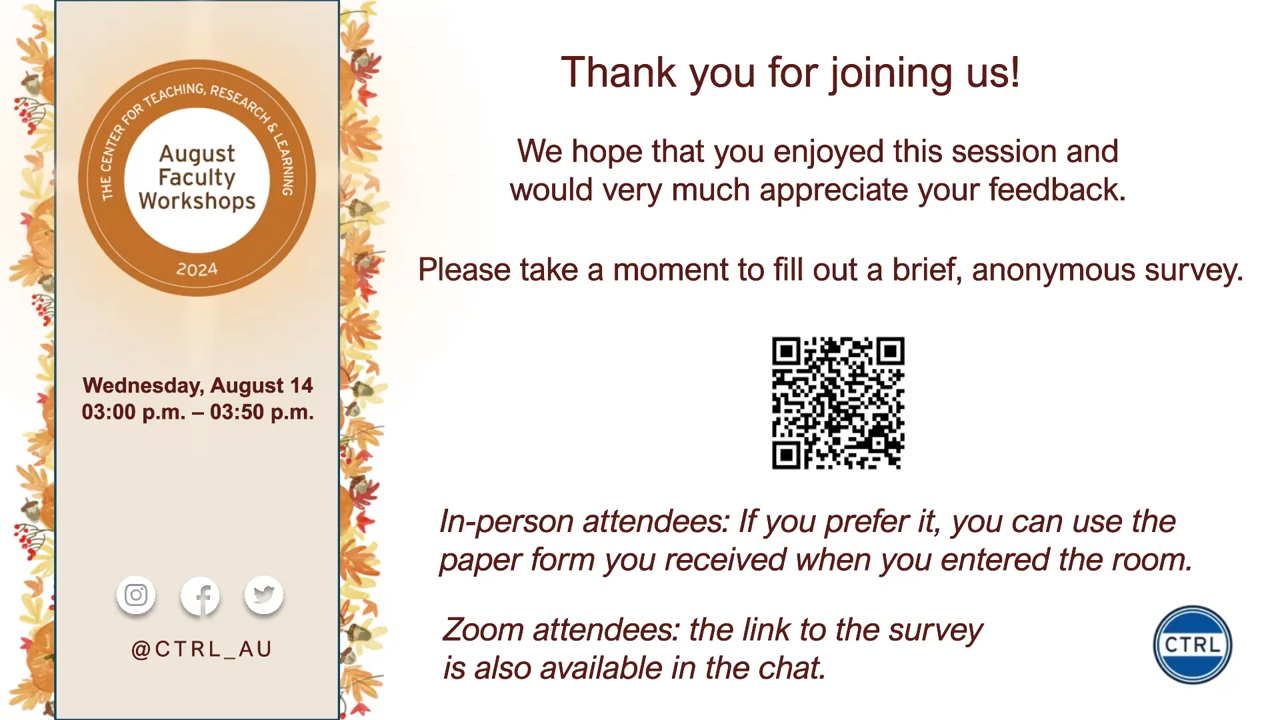 THE CENTER FOR TEACHING, RESEARCH & LEARNING
August
Faculty
Workshops
2024
Wednesday, August 14
03:00 p.m. – 03:50 p.m.
@CTRL_AU
Thank you for joining us!
We hope that you enjoyed this session and
would very much appreciate your feedback.
Please take a moment to fill out a brief, anonymous survey.
In-person attendees: If you prefer it, you can use the
paper form you received when you entered the room.
Zoom attendees: the link to the survey
is also available in the chat.
CTRL